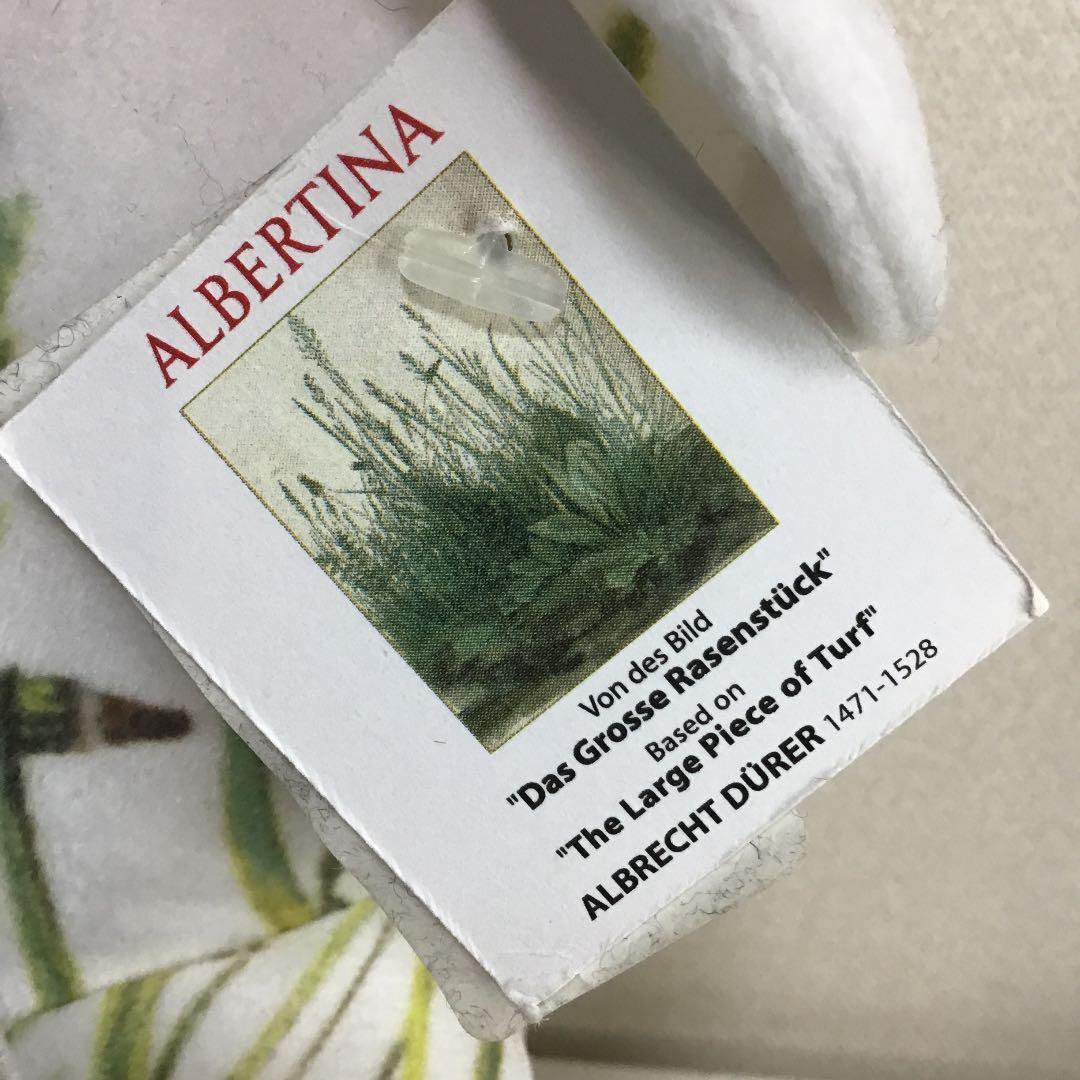 ALBERTINA
Von des Bild
"Das Grosse Rasenstück"
Based on
"The Large Piece of Turf"
ALBRECHT DÜRER 1471-1528